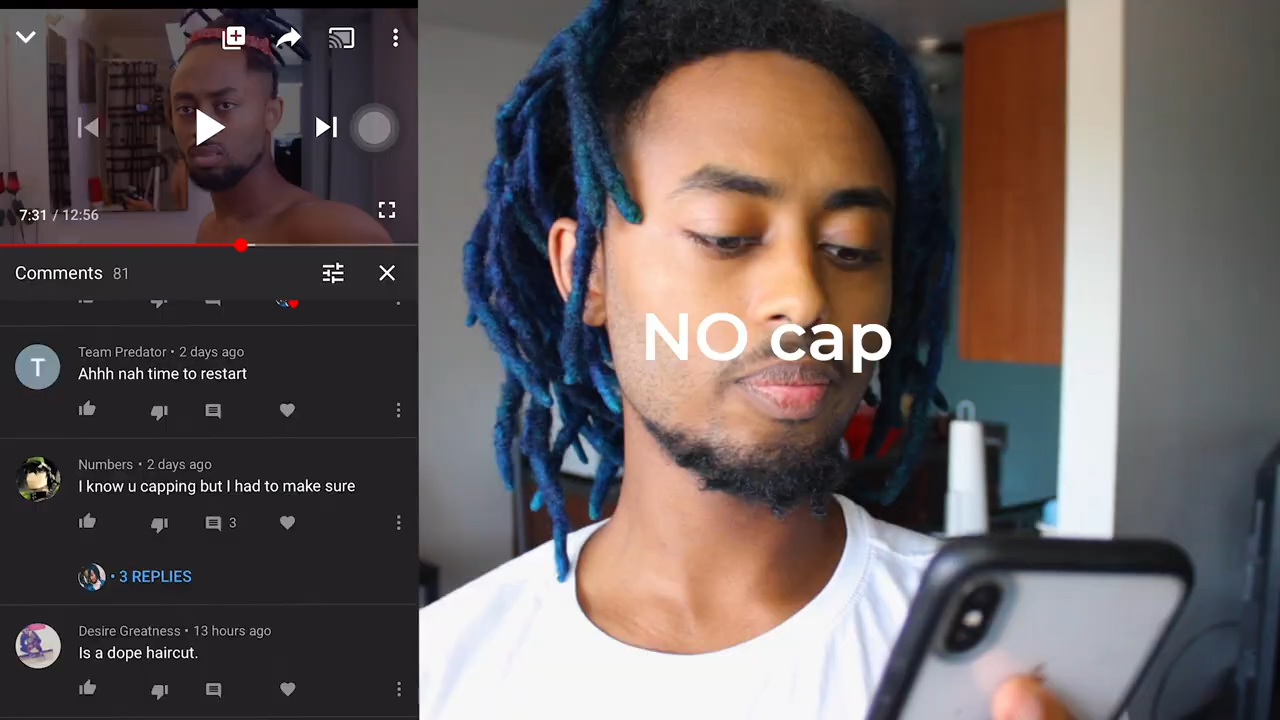 7:31 / 12:56
Comments 81
Team Predator • 2 days ago
Ahhh nah time to restart
T
Numbers • 2 days ago
I know u capping but I had to make sure
3
• 3 REPLIES
Desire Greatness • 13 hours ago
Is a dope haircut.
NO cap